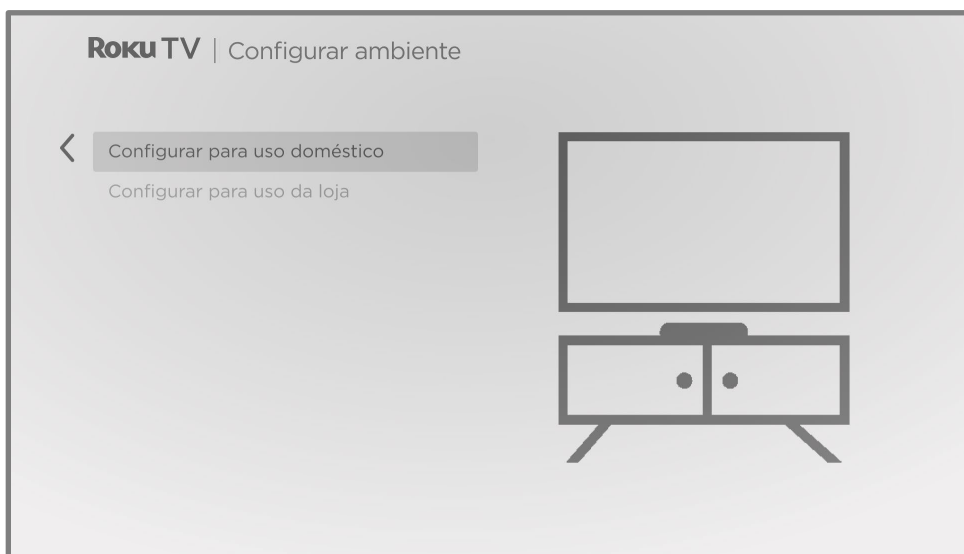 Roku TV | Configurar ambiente
Configurar para uso doméstico
Configurar para uso da loja